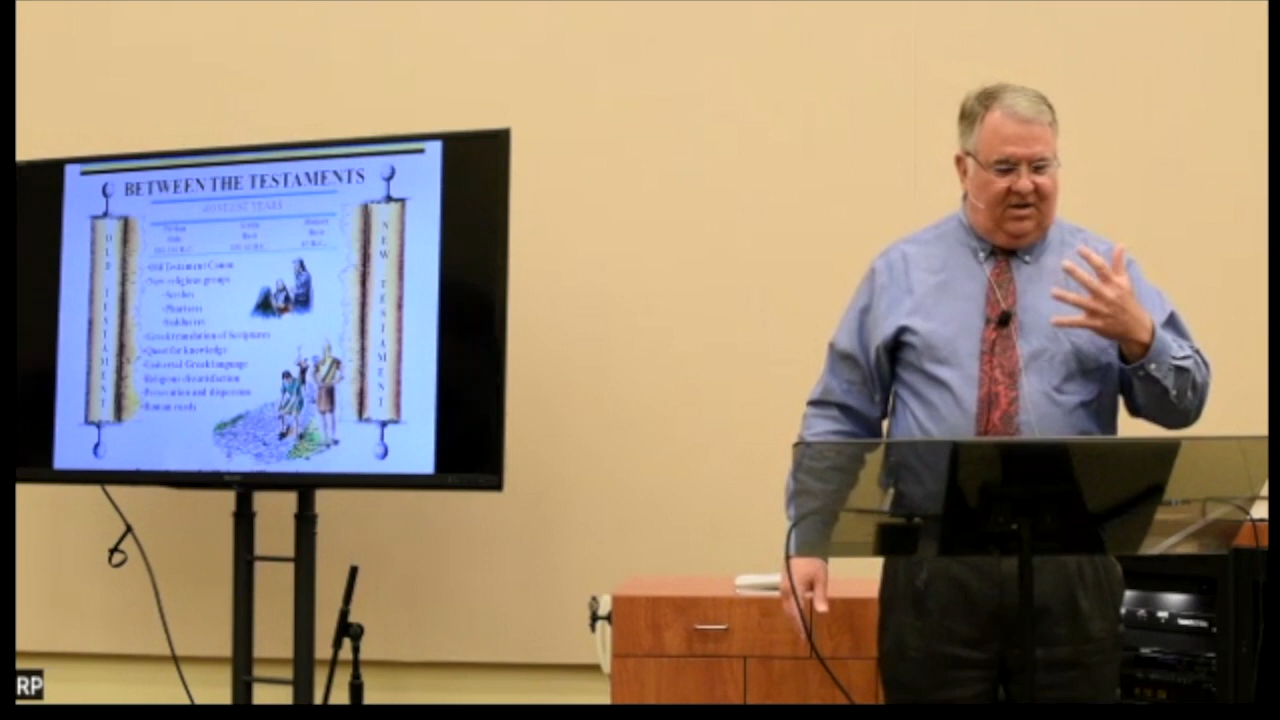 BETWEEN THE TESTAMENTS
YEARS
OLD TESTAMENT
NEW TESTAMENT
•Old Testament Canon
•New religious groups
•Scribes
•Pharisees
•Sadducees
•Greek translation of Scriptures
•Quest for knowledge
•Universal Greek language
•Religious dissatisfaction
•Persecution and dispersion
•Roman roads
RP